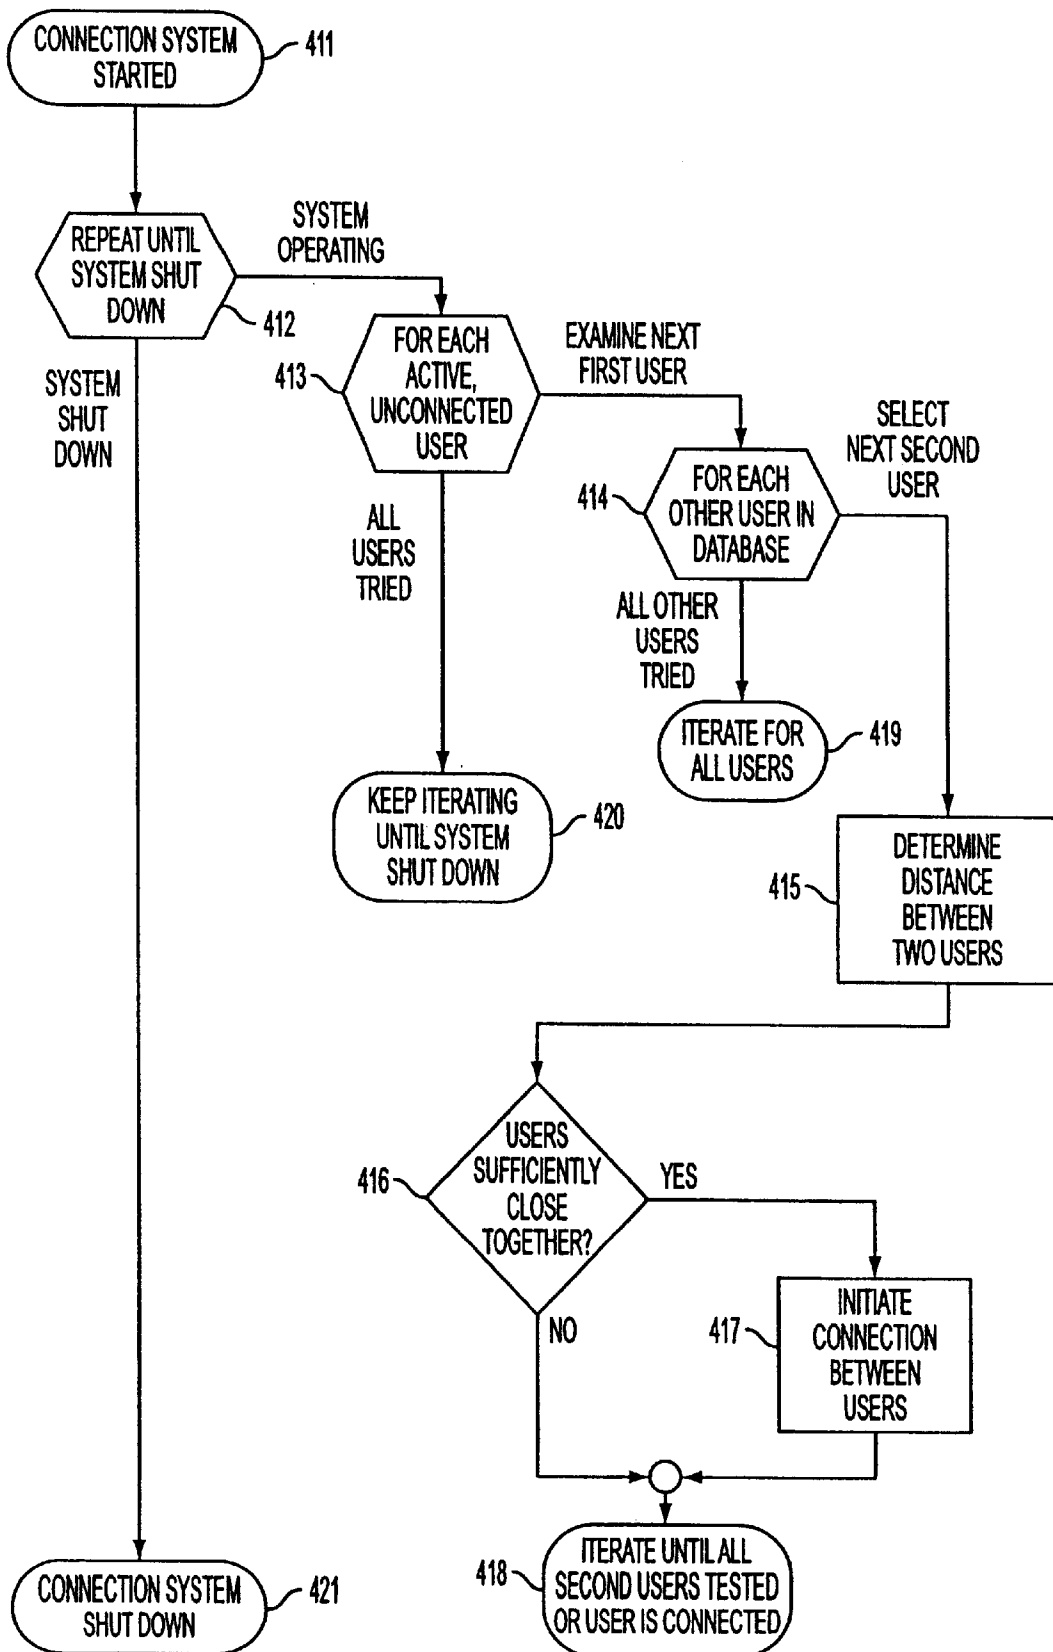 CONNECTION SYSTEM
STARTED
411
REPEAT UNTIL
SYSTEM SHUT
DOWN
412
SYSTEM
OPERATING
SYSTEM
SHUT
DOWN
FOR EACH
ACTIVE,
UNCONNECTED
USER
413
EXAMINE NEXT
FIRST USER
ALL
USERS
TRIED
FOR EACH
OTHER USER IN
DATABASE
414
SELECT
NEXT SECOND
USER
ALL OTHER
USERS
TRIED
ITERATE FOR
ALL USERS
419
KEEP ITERATING
UNTIL SYSTEM
SHUT DOWN
420
DETERMINE
DISTANCE
BETWEEN
TWO USERS
415
USERS
SUFFICIENTLY
CLOSE
TOGETHER?
416
YES
NO
INITIATE
CONNECTION
BETWEEN
USERS
417
ITERATE UNTIL ALL
SECOND USERS TESTED
OR USER IS CONNECTED
418
CONNECTION SYSTEM
SHUT DOWN
421